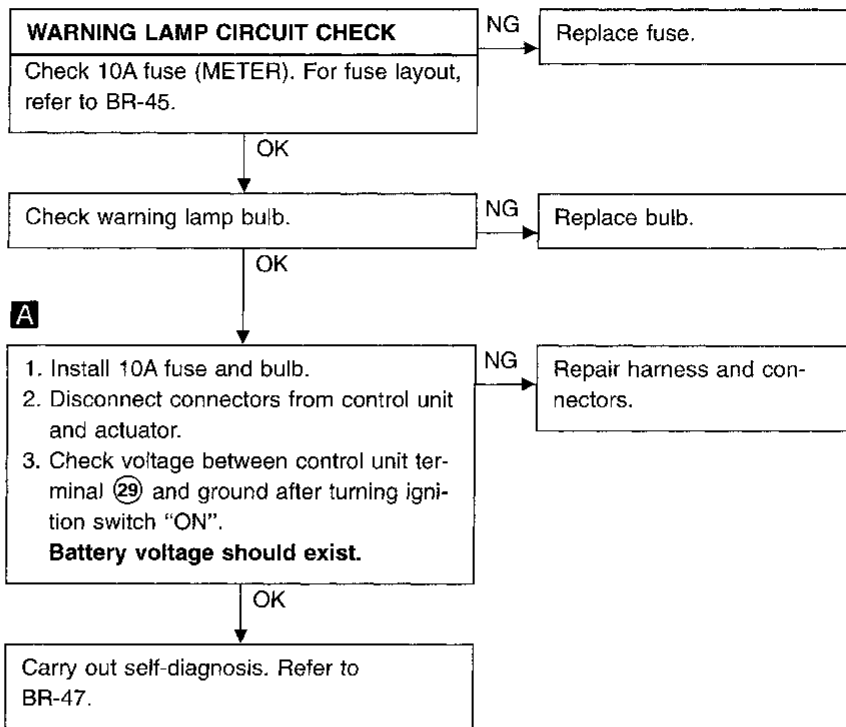 WARNING LAMP CIRCUIT CHECK
Check 10A fuse (METER). For fuse layout,
refer to BR-45.
NG
Replace fuse.
OK
Check warning lamp bulb.
NG
Replace bulb.
OK
A
1. Install 10A fuse and bulb.
2. Disconnect connectors from control unit
and actuator.
3. Check voltage between control unit ter-
minal 29 and ground after turning igni-
tion switch “ON”.
Battery voltage should exist.
NG
Repair harness and con-
nectors.
OK
Carry out self-diagnosis. Refer to
BR-47.